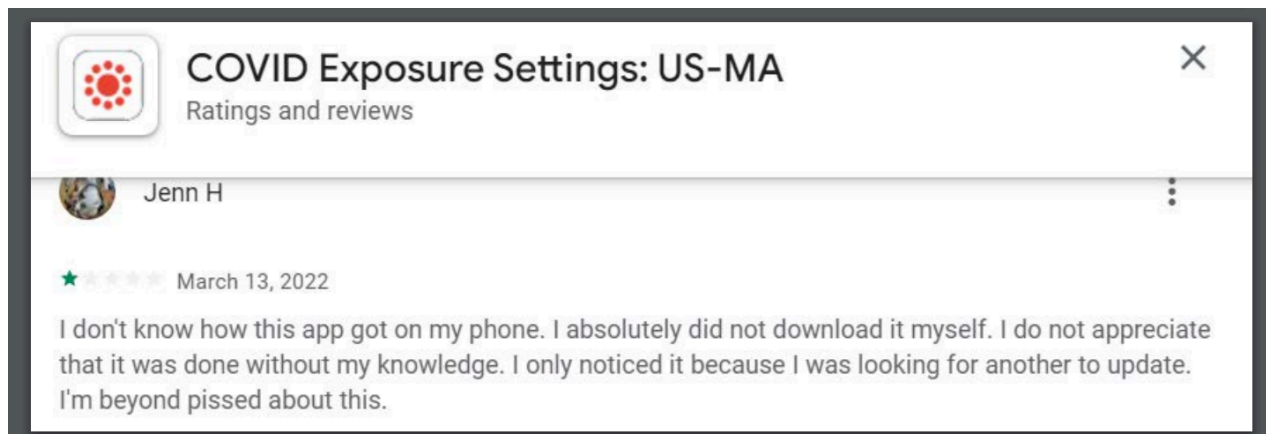 COVID Exposure Settings: US-MA
Ratings and reviews
Jenn H
March 13, 2022
I don't know how this app got on my phone. I absolutely did not download it myself. I do not appreciate
that it was done without my knowledge. I only noticed it because I was looking for another to update.
I'm beyond pissed about this.